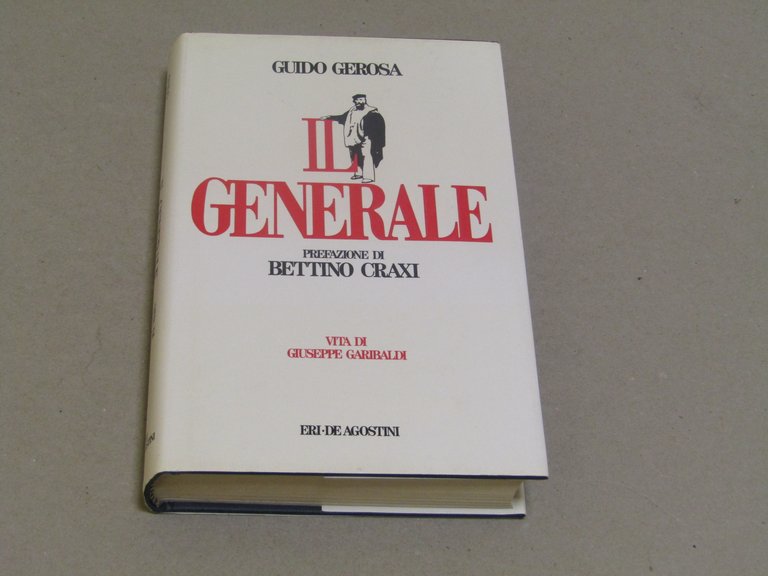 GUIDO GEROSA
IL
GENERALE
PREFAZIONE DI
BETTINO CRAXI
VITA DI
GIUSEPPE GARIBALDI
ERI·DE AGOSTINI